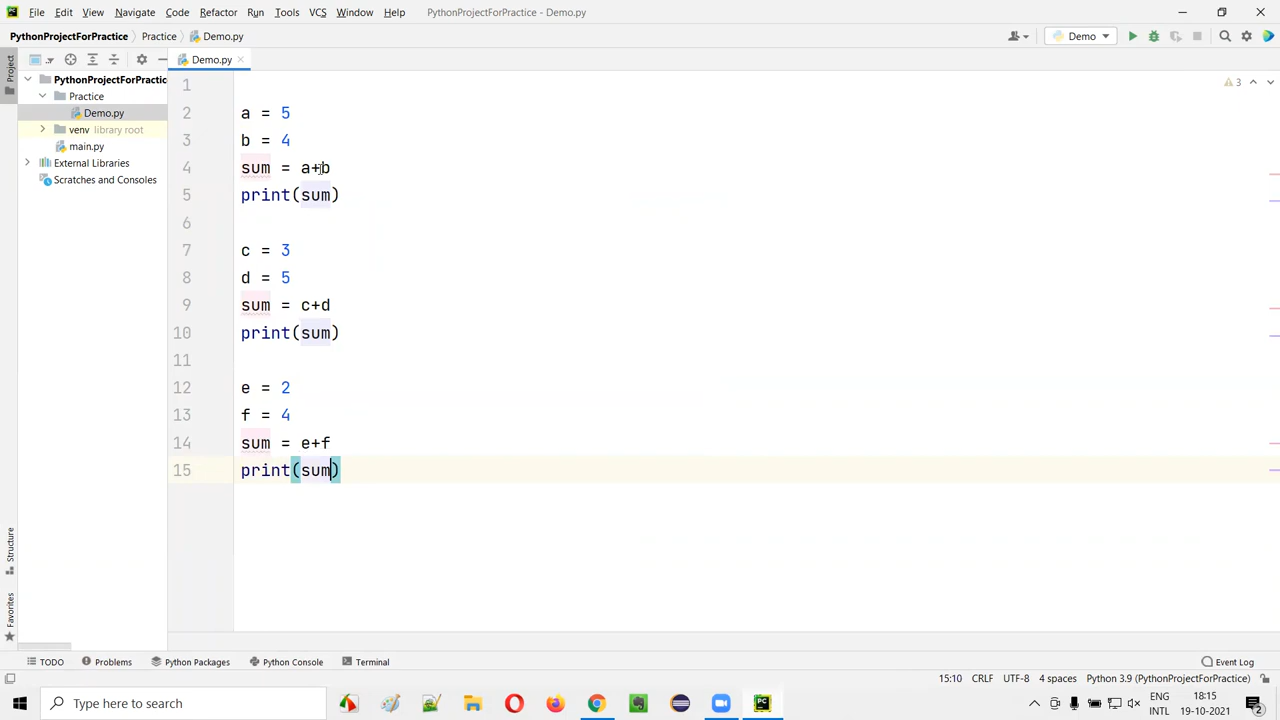 File Edit View Navigate Code Refactor Run Tools VCS Window Help PythonProjectForPractice - Demo.py
PythonProjectForPractice Practice Demo.py Demo
Project Demo.py
PythonProjectForPractic
Practice
Demo.py
venv library root
main.py
External Libraries
Scratches and Consoles
3
1
2 a = 5
3 b = 4
4 sum = a+b
5 print(sum)
6
7 c = 3
8 d = 5
9 sum = c+d
10 print(sum)
11
12 e = 2
13 f = 4
14 sum = e+f
15 print(sum)
Structure
Favorites
TODO Problems Python Packages Python Console Terminal Event Log
15:10 CRLF UTF-8 4 spaces Python 3.9 (PythonProjectForPractice)
Type here to search
ENG 18:15
INTL 19-10-2021 2